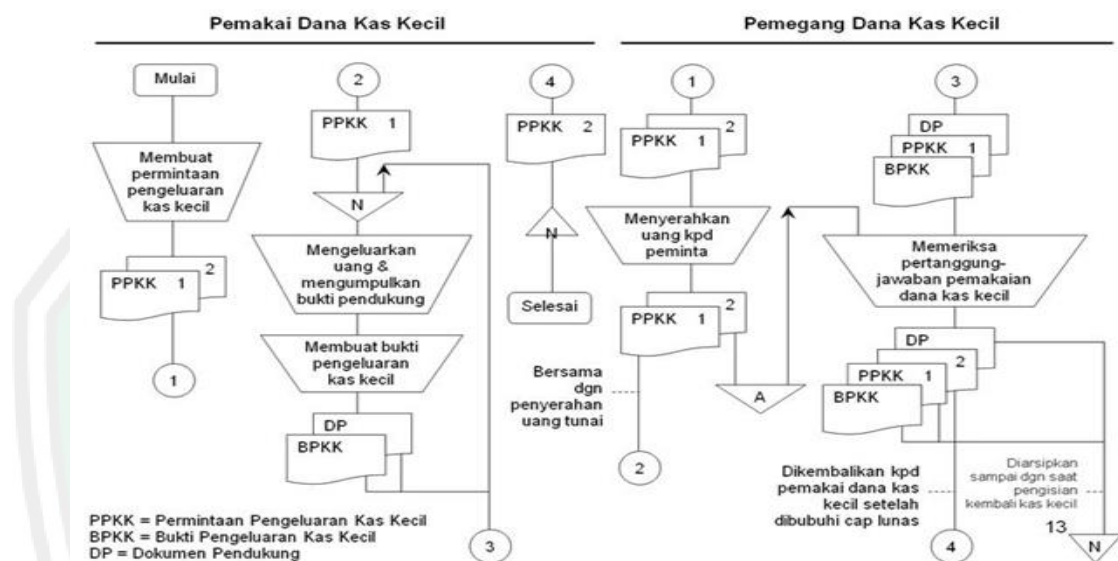 Pemakai Dana Kas Kecil
Mulai
Membuat
permintaan
pengeluaran
kas kecil
2
PPKK 1
1
2
PPKK 1
N
Mengeluarkan
uang &
mengumpulkan
bukti pendukung
Membuat bukti
pengeluaran
kas kecil
DP
BPKK
3
4
PPKK 2
N
Selesai
PPKK = Permintaan Pengeluaran Kas Kecil
BPKK = Bukti Pengeluaran Kas Kecil
DP = Dokumen Pendukung
Pemegang Dana Kas Kecil
1
2
PPKK 1
Menyerahkan
uang kpd
peminta
2
PPKK 1
Bersama
dgn
penyerahan
uang tunai
A
2
3
DP
PPKK 1
BPKK
Memeriksa
pertanggung-
jawaban pemakaian
dana kas kecil
DP
2
PPKK 1
BPKK
Dikembalikan kpd
pemakai dana kas
kecil setelah
dibubuhi cap lunas
4
Diarsipkan
sampai dgn saat
pengisian
kembali kas kecil
13
N